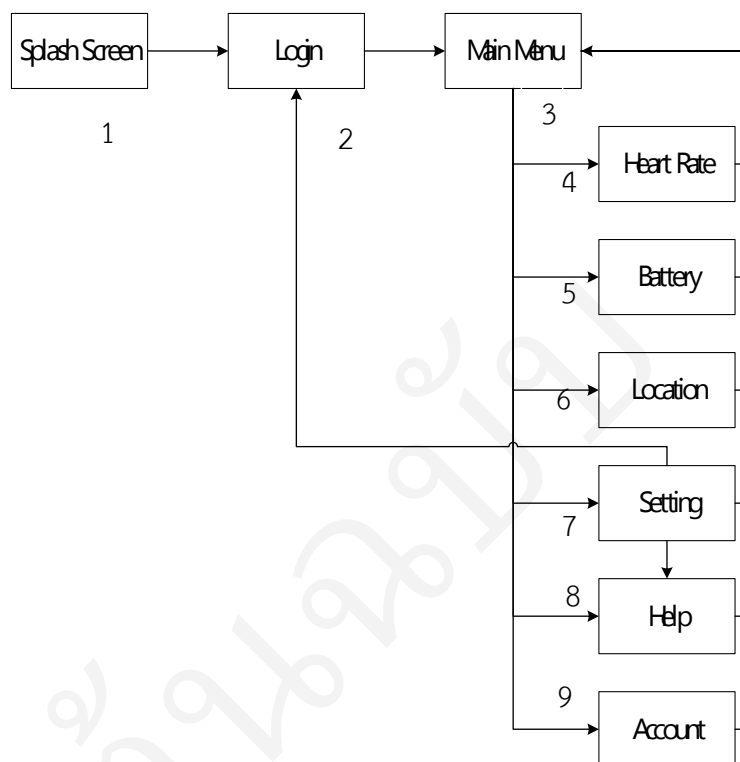 Splash Screen
Login
Main Menu
1
2
3
4
Heart Rate
5
Battery
6
Location
7
Setting
8
Help
9
Account